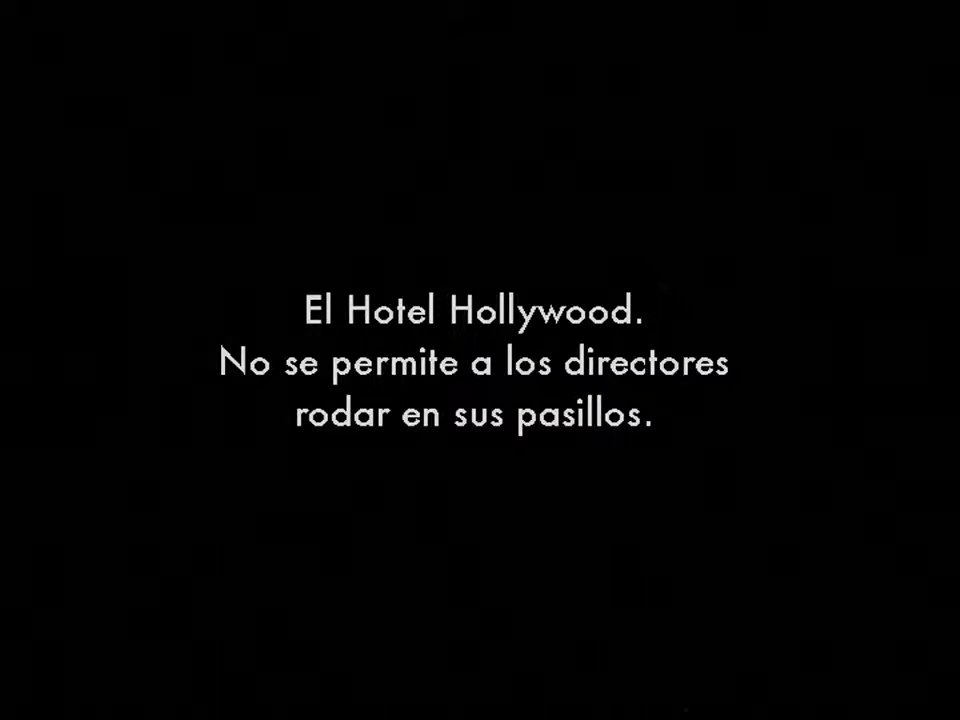 El Hotel Hollywood.
No se permite a los directores
rodar en sus pasillos.